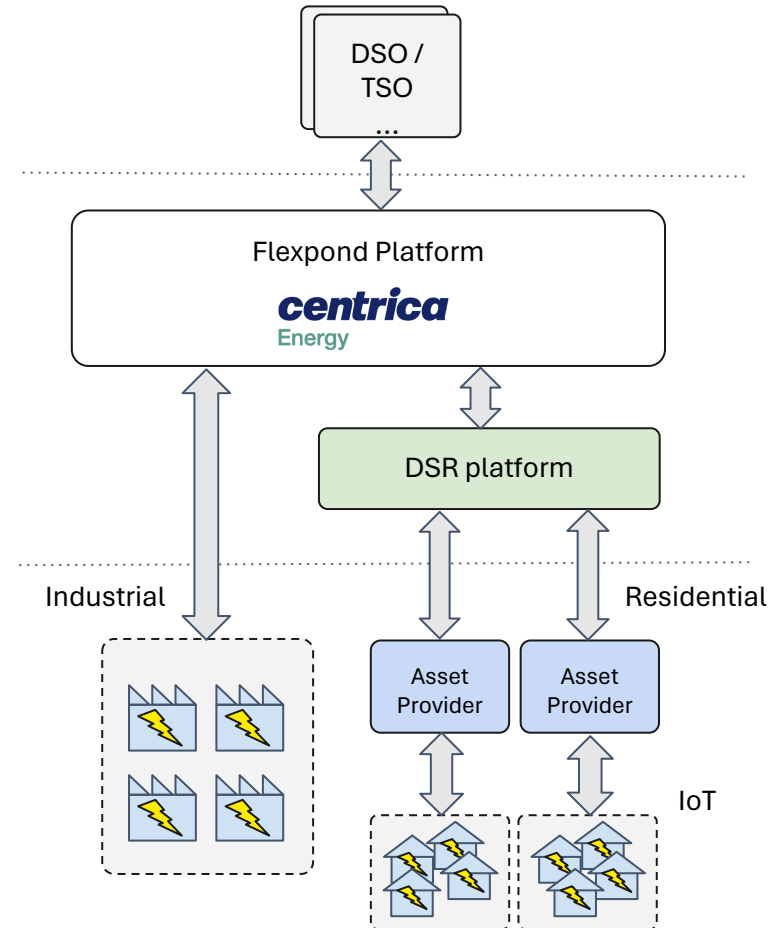 DSO /
TSO
...
Flexpond Platform
centrica
Energy
DSR platform
Industrial
Residential
Asset
Provider
Asset
Provider
IoT